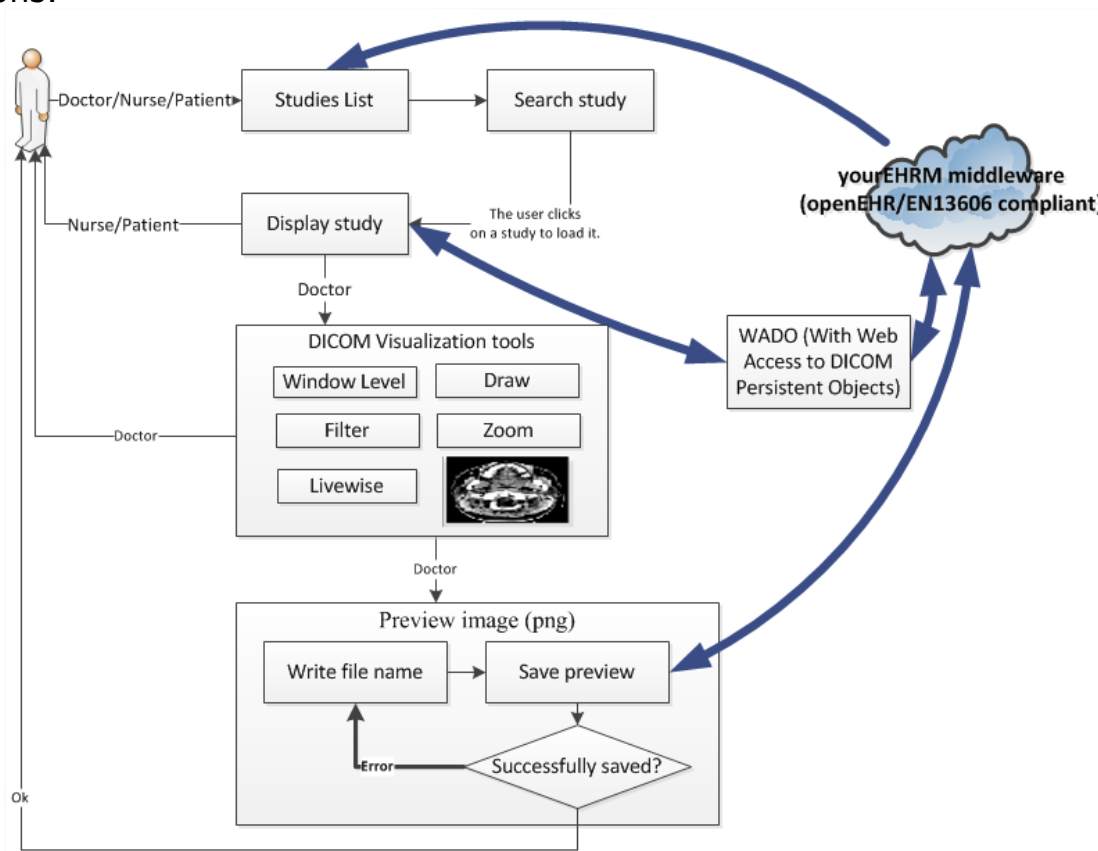 ons.
Doctor/Nurse/Patient
Studies List
Search study
yourEHRM middleware
(openEHR/EN13606 compliant)
Nurse/Patient
Display study
The user clicks
on a study to load it.
Doctor
WADO (With Web
Access to DICOM
Persistent Objects)
DICOM Visualization tools
Window Level
Draw
Filter
Zoom
Livewise
Doctor
Doctor
Preview image (png)
Write file name
Save preview
Error
Successfully saved?
Ok